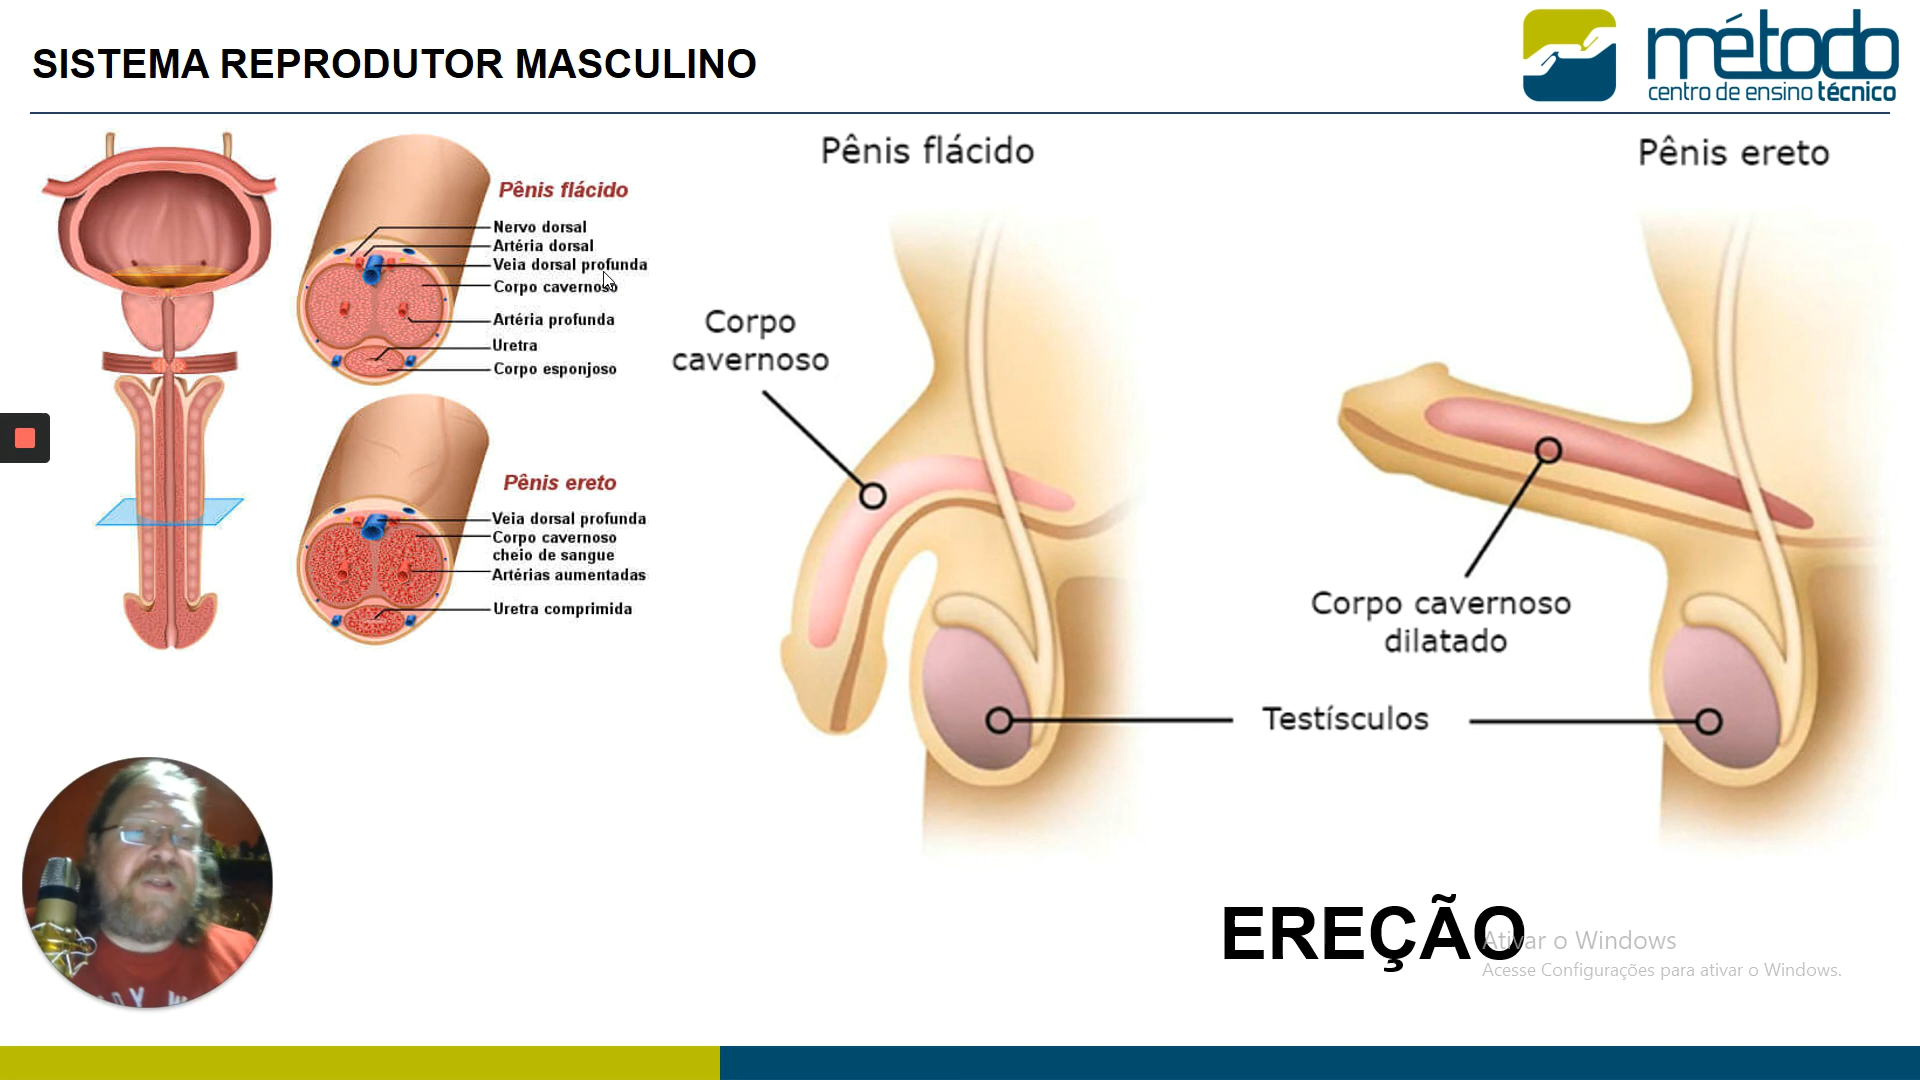 SISTEMA REPRODUTOR MASCULINO
método
centro de ensino técnico
Pênis flácido
Nervo dorsal
Artéria dorsal
Veia dorsal profunda
Corpo cavernoso
Artéria profunda
Uretra
Corpo esponjoso
Pênis ereto
Veia dorsal profunda
Corpo cavernoso
cheio de sangue
Artérias aumentadas
Uretra comprimida
Pênis flácido
Corpo
cavernoso
Pênis ereto
Corpo cavernoso
dilatado
Testísculos
EREÇÃO
Ativar o Windows
Acesse Configurações para ativar o Windows.